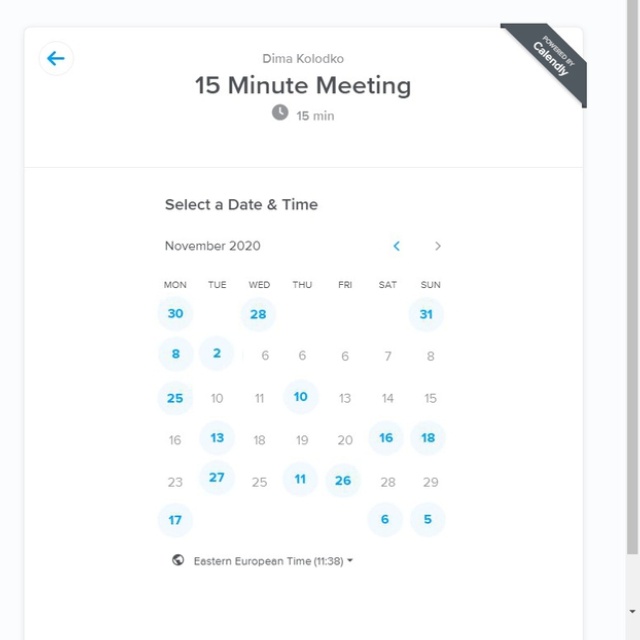 Dima Kolodko
POWERED BY
Calendly
15 Minute Meeting
15 min
Select a Date & Time
November 2020
MON TUE WED THU FRI SAT SUN
30 28 31
8 2 6 6 6 7 8
25 10 11 10 13 14 15
16 13 18 19 20 16 18
23 27 25 11 26 28 29
17 6 5
Eastern European Time (11:38)